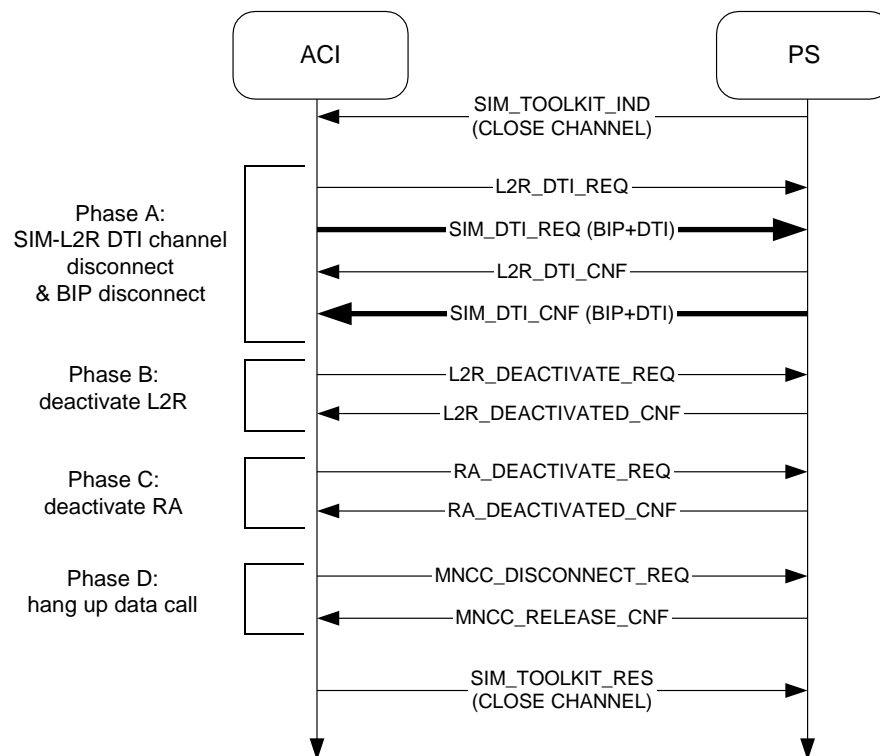 ACI
PS
SIM_TOOLKIT_IND
(CLOSE CHANNEL)
Phase A:
SIM-L2R DTI channel
disconnect
& BIP disconnect
L2R_DTI_REQ
SIM_DTI_REQ (BIP+DTI)
L2R_DTI_CNF
SIM_DTI_CNF (BIP+DTI)
Phase B:
deactivate L2R
L2R_DEACTIVATE_REQ
L2R_DEACTIVATED_CNF
Phase C:
deactivate RA
RA_DEACTIVATE_REQ
RA_DEACTIVATED_CNF
Phase D:
hang up data call
MNCC_DISCONNECT_REQ
MNCC_RELEASE_CNF
SIM_TOOLKIT_RES
(CLOSE CHANNEL)